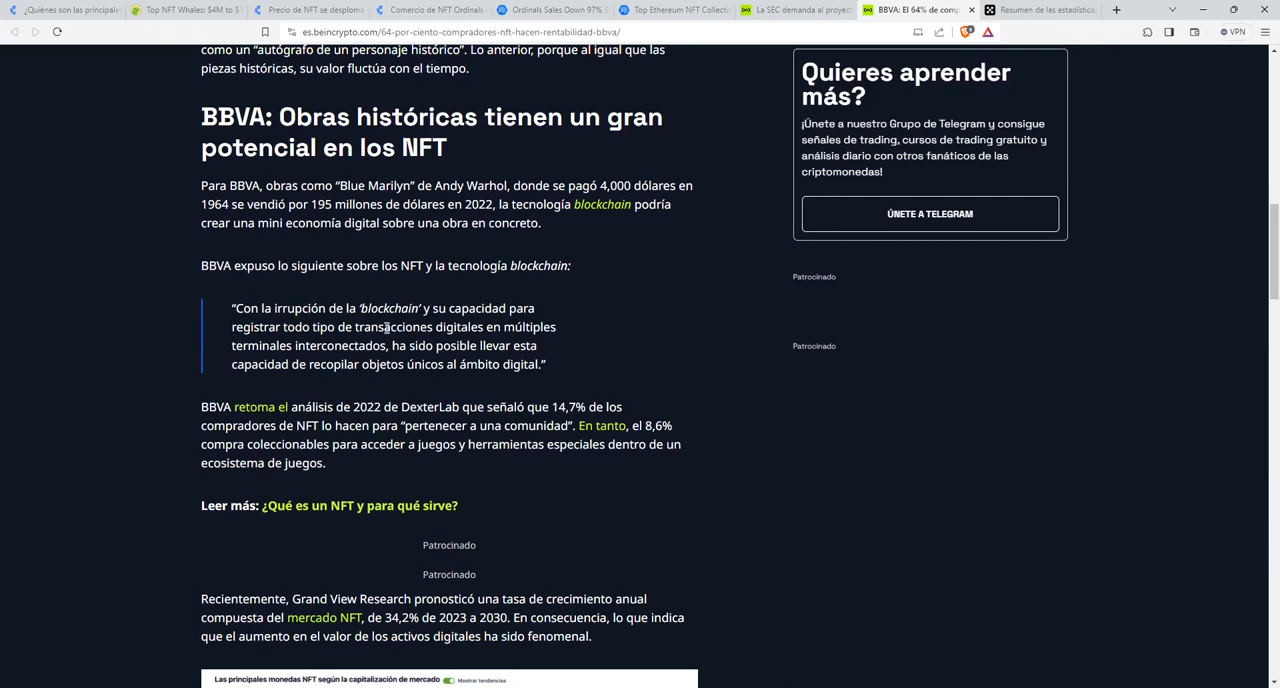 ¿Quiénes son las principales
Top NFT Whales: $4M to $1
Precio de NFT se desploma
Comercio de NFT Ordinals
Ordinals Sales Down 97% S
Top Ethereum NFT Collecti
La SEC demanda al proyect
BBVA: El 64% de comp
Resumen de las estadística
es.beincrypto.com/64-por-ciento-compradores-nft-hacen-rentabilidad-bbva/
VPN
como un “autógrafo de un personaje histórico”. Lo anterior, porque al igual que las
piezas históricas, su valor fluctúa con el tiempo.
BBVA: Obras históricas tienen un gran
potencial en los NFT
Para BBVA, obras como “Blue Marilyn” de Andy Warhol, donde se pagó 4,000 dólares en
1964 se vendió por 195 millones de dólares en 2022, la tecnología blockchain podría
crear una mini economía digital sobre una obra en concreto.
BBVA expuso lo siguiente sobre los NFT y la tecnología blockchain:
“Con la irrupción de la ‘blockchain’ y su capacidad para
registrar todo tipo de transacciones digitales en múltiples
terminales interconectados, ha sido posible llevar esta
capacidad de recopilar objetos únicos al ámbito digital.”
BBVA retoma el análisis de 2022 de DexterLab que señaló que 14,7% de los
compradores de NFT lo hacen para “pertenecer a una comunidad”. En tanto, el 8,6%
compra coleccionables para acceder a juegos y herramientas especiales dentro de un
ecosistema de juegos.
Leer más: ¿Qué es un NFT y para qué sirve?
Patrocinado
Patrocinado
Recientemente, Grand View Research pronosticó una tasa de crecimiento anual
compuesta del mercado NFT, de 34,2% de 2023 a 2030. En consecuencia, lo que indica
que el aumento en el valor de los activos digitales ha sido fenomenal.
Las principales monedas NFT según la capitalización de mercado
Mostrar tendencias
Quieres aprender
más?
¡Únete a nuestro Grupo de Telegram y consigue
señales de trading, cursos de trading gratuito y
análisis diario con otros fanáticos de las
criptomonedas!
ÚNETE A TELEGRAM
Patrocinado
Patrocinado